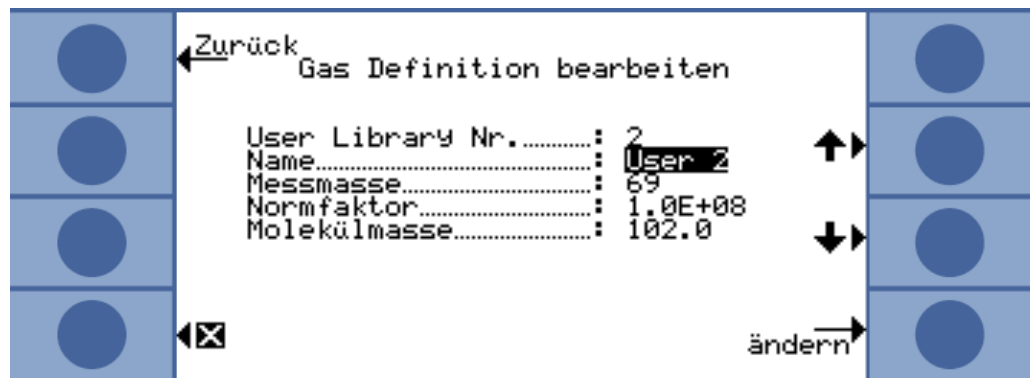 Zurück
Gas Definition bearbeiten
User Library Nr..........: 2
Name..............................: User 2
Messmasse.....................: 69
Normfaktor....................: 1.0E+08
Molekülmasse................: 102.0
ändern